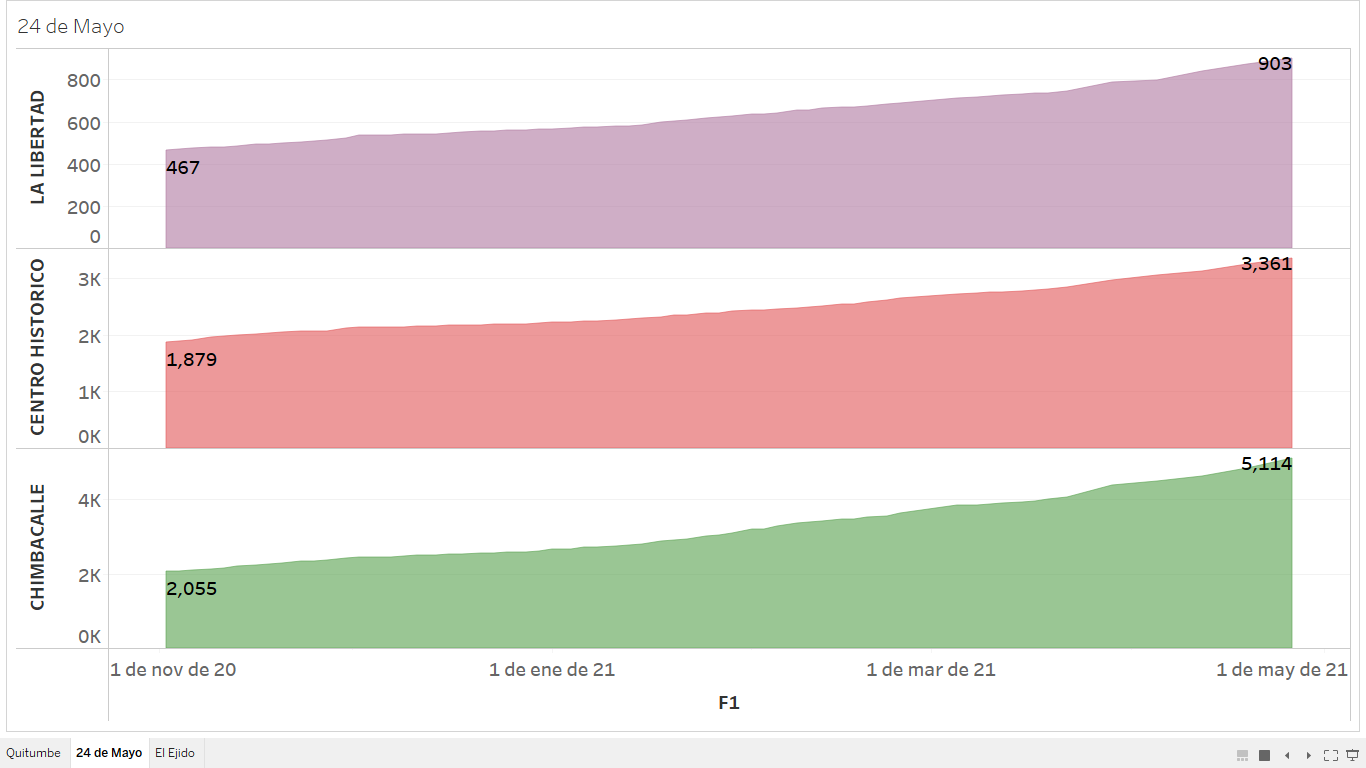 24 de Mayo
LA LIBERTAD
800
600
400
200
0
467
903
CENTRO HISTORICO
3K
2K
1K
0K
1,879
3,361
CHIMBACALLE
4K
2K
0K
2,055
5,114
1 de nov de 20
1 de ene de 21
1 de mar de 21
1 de may de 21
F1
Quitumbe
24 de Mayo
El Ejido